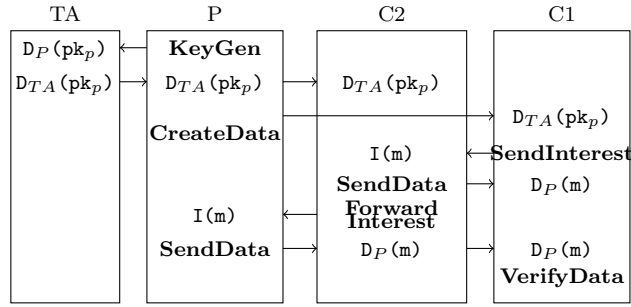 TA P C2 C1
D_P(pk_p) KeyGen
D_TA(pk_p) D_TA(pk_p) D_TA(pk_p)
D_TA(pk_p)
CreateData
I(m) SendInterest
SendData D_P(m)
Forward
I(m) Interest
SendData D_P(m) D_P(m)
VerifyData